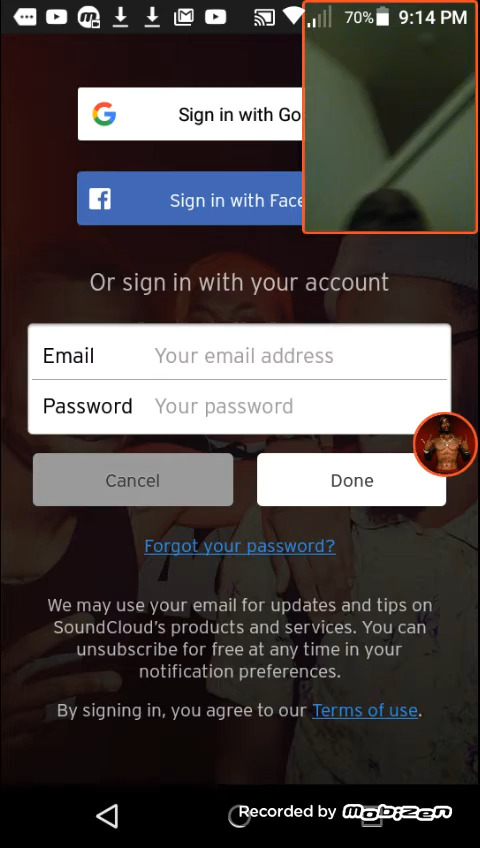 70% 9:14 PM
Sign in with Go
Sign in with Face
Or sign in with your account
Email Your email address
Password Your password
Cancel Done
Forgot your password?
We may use your email for updates and tips on
SoundCloud's products and services. You can
unsubscribe for free at any time in your
notification preferences.
By signing in, you agree to our Terms of use.
Recorded by mobizen